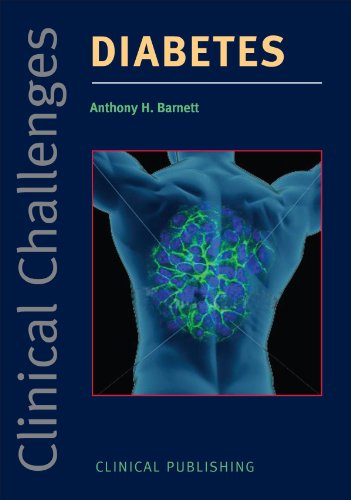 Clinical Challenges
DIABETES
Anthony H. Barnett
CLINICAL PUBLISHING